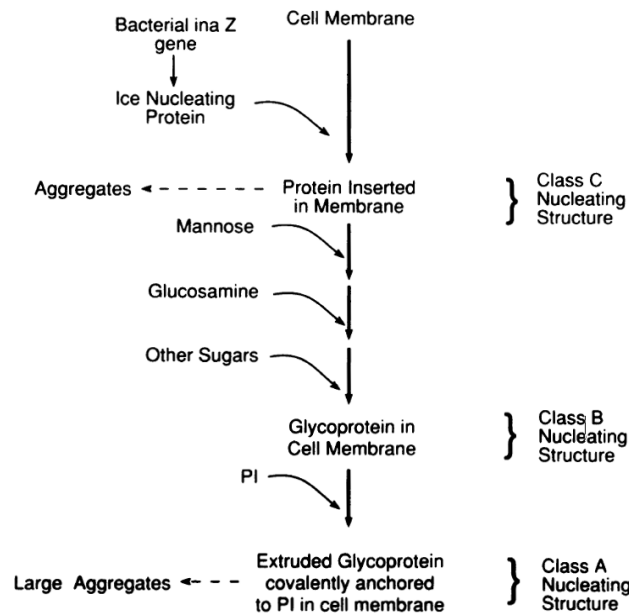 Bacterial ina Z
gene
Cell Membrane
Ice Nucleating
Protein
Aggregates
Protein Inserted
in Membrane
Class C
Nucleating
Structure
Mannose
Glucosamine
Other Sugars
Glycoprotein in
Cell Membrane
Class B
Nucleating
Structure
PI
Large Aggregates
Extruded Glycoprotein
covalently anchored
to PI in cell membrane
Class A
Nucleating
Structure